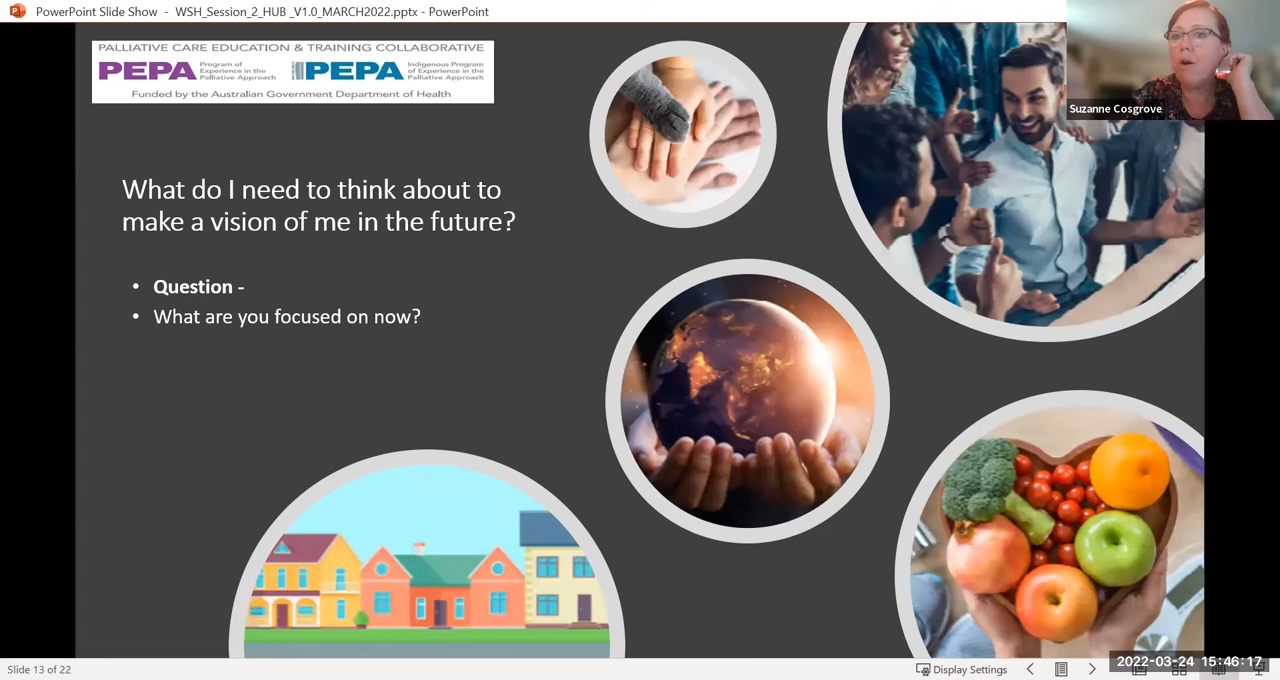 PowerPoint Slide Show - WSH_Session_2_HUB _V1.0_MARCH2022.pptx - PowerPoint
PALLIATIVE CARE EDUCATION & TRAINING COLLABORATIVE
PEPA Program of Experience in the Palliative Approach
IPEPA Indigenous Program of Experience in the Palliative Approach
Funded by the Australian Government Department of Health
Suzanne Cosgrove
What do I need to think about to
make a vision of me in the future?
• Question -
• What are you focused on now?
Slide 13 of 22
Display Settings
2022-03-24 15:46:17